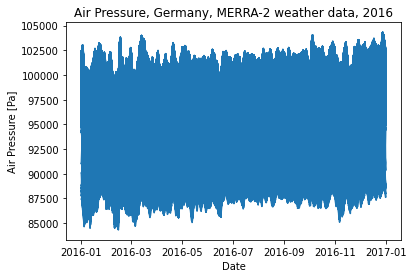 Air Pressure, Germany, MERRA-2 weather data, 2016
105000
102500
100000
97500
95000
92500
90000
87500
85000
Air Pressure [Pa]
2016-01 2016-03 2016-05 2016-07 2016-09 2016-11 2017-01
Date